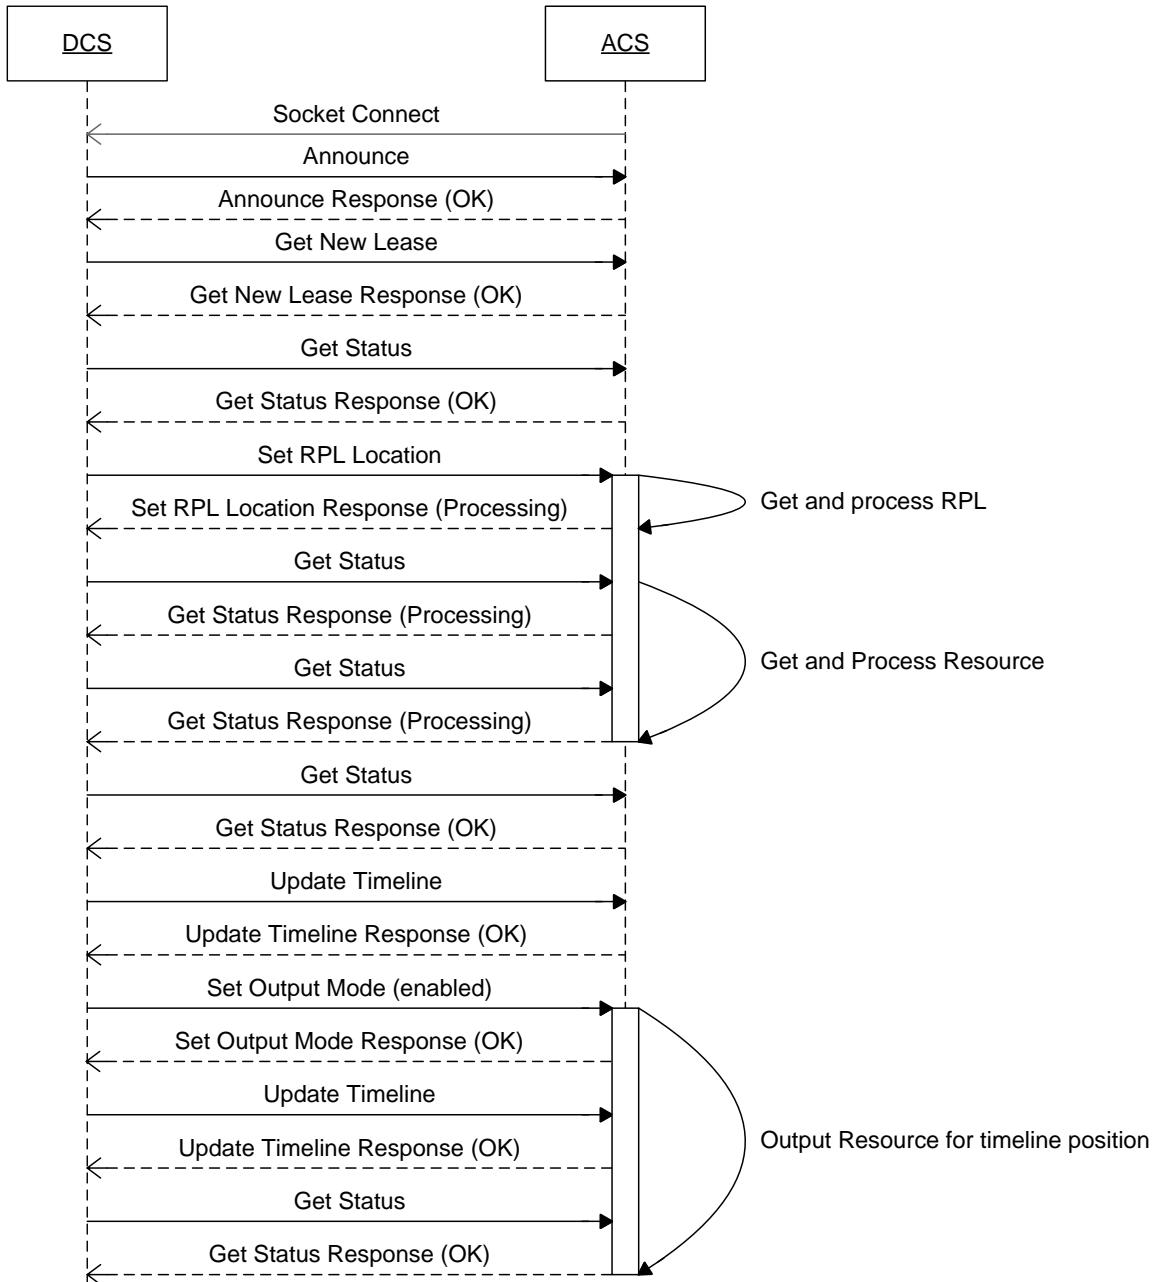 DCS
ACS
Socket Connect
Announce
Announce Response (OK)
Get New Lease
Get New Lease Response (OK)
Get Status
Get Status Response (OK)
Set RPL Location
Get and process RPL
Set RPL Location Response (Processing)
Get Status
Get Status Response (Processing)
Get and Process Resource
Get Status
Get Status Response (Processing)
Get Status
Get Status Response (OK)
Update Timeline
Update Timeline Response (OK)
Set Output Mode (enabled)
Set Output Mode Response (OK)
Update Timeline
Output Resource for timeline position
Update Timeline Response (OK)
Get Status
Get Status Response (OK)